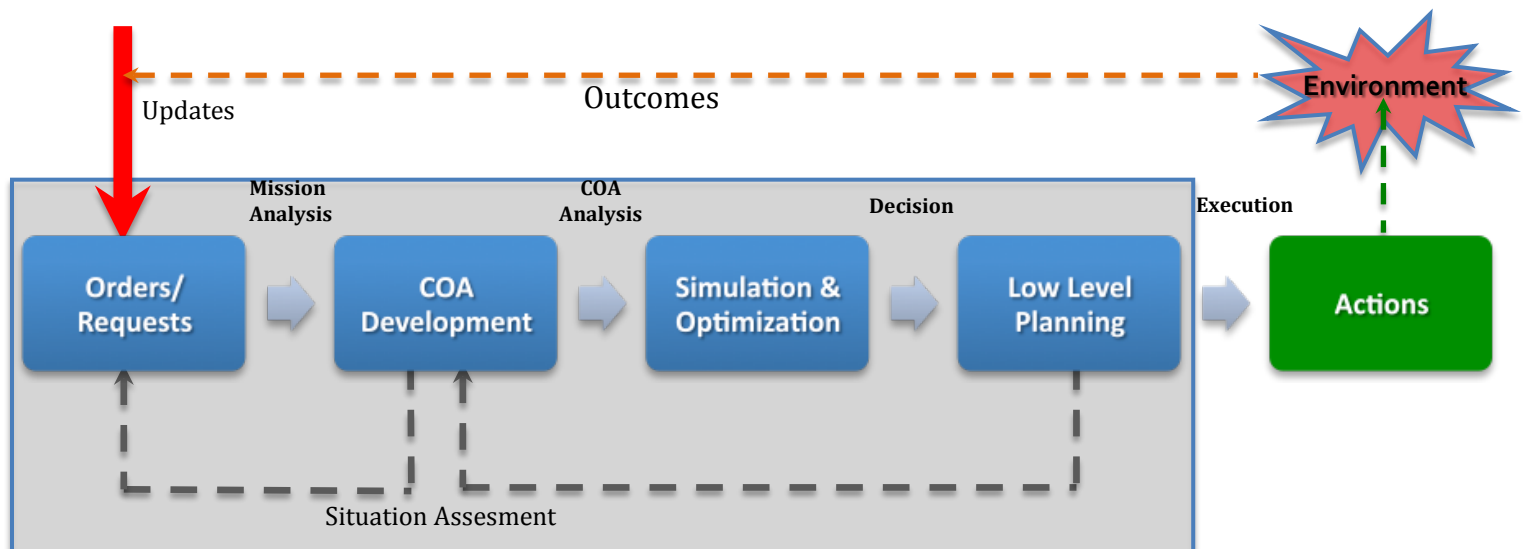 Environment
Outcomes
Updates
Mission
Analysis
COA
Analysis
Decision
Execution
Orders/
Requests
COA
Development
Simulation &
Optimization
Low Level
Planning
Actions
Situation Assesment